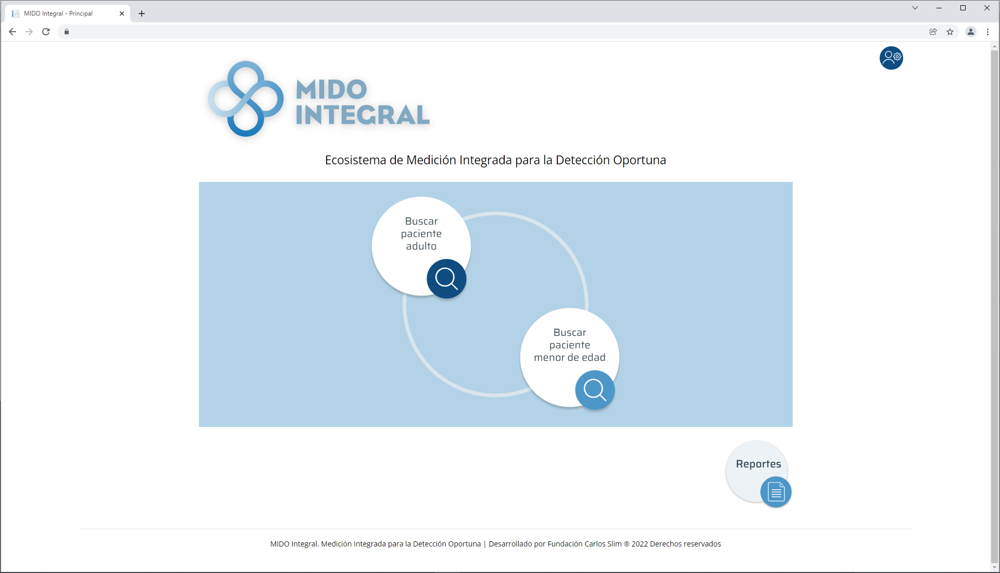 MIDO Integral - Principal
MIDO
INTEGRAL
Ecosistema de Medición Integrada para la Detección Oportuna
Buscar
paciente
adulto
Buscar
paciente
menor de edad
Reportes
MIDO Integral. Medición Integrada para la Detección Oportuna | Desarrollado por Fundación Carlos Slim ® 2022 Derechos reservados